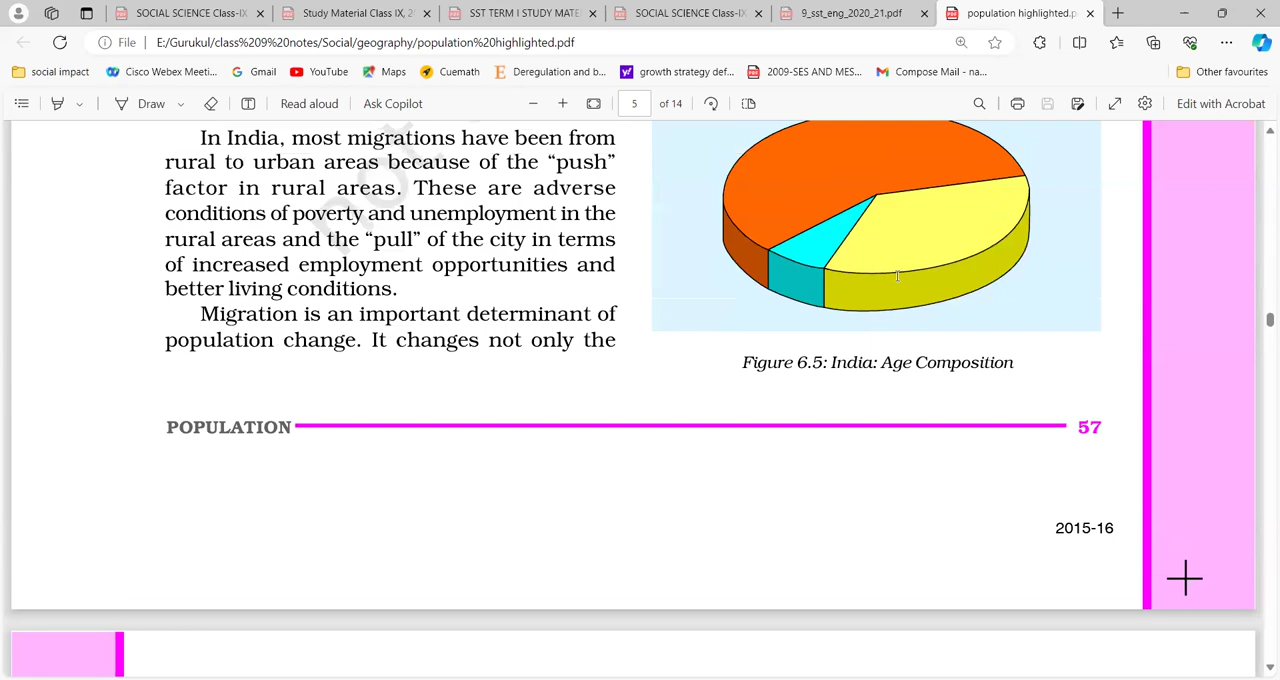 SOCIAL SCIENCE Class-IX
Study Material Class IX, 2
SST TERM I STUDY MATE
SOCIAL SCIENCE Class-IX
9_sst_eng_2020_21.pdf
population highlighted.p
File E:/Gurukul/class%209%20notes/Social/geography/population%20highlighted.pdf
social impact
Cisco Webex Meeti...
Gmail
YouTube
Maps
Cuemath
Deregulation and b...
growth strategy def...
2009-SES AND MES...
Compose Mail - na...
Other favourites
Draw
Read aloud
Ask Copilot
5 of 14
Edit with Acrobat
In India, most migrations have been from
rural to urban areas because of the “push”
factor in rural areas. These are adverse
conditions of poverty and unemployment in the
rural areas and the “pull” of the city in terms
of increased employment opportunities and
better living conditions.
Migration is an important determinant of
population change. It changes not only the
not
Figure 6.5: India: Age Composition
POPULATION 57
2015-16